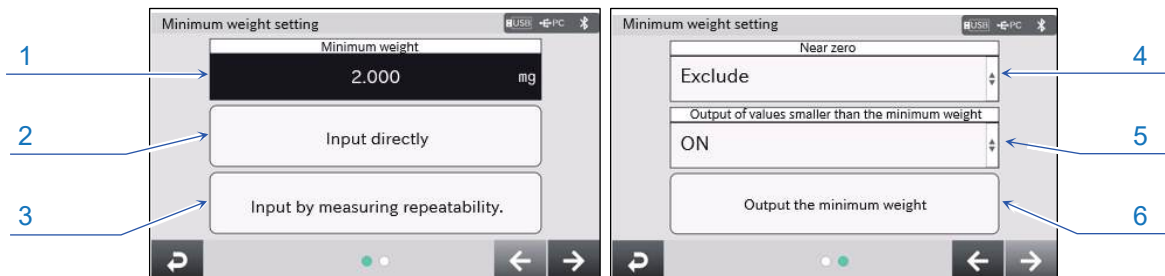 Minimum weight setting
USB PC
Minimum weight
2.000 mg
Input directly
Input by measuring repeatability.
1
2
3
Minimum weight setting
USB PC
Near zero
Exclude
Output of values smaller than the minimum weight
ON
Output the minimum weight
4
5
6